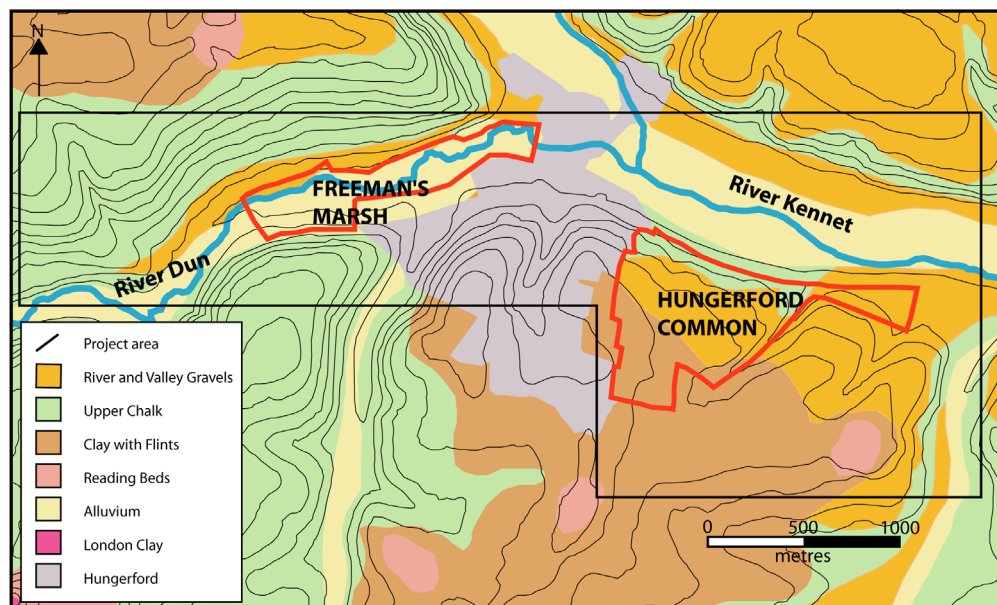 N
FREEMAN'S
MARSH
River Kennet
River Dun
HUNGERFORD
COMMON
Project area
River and Valley Gravels
Upper Chalk
Clay with Flints
Reading Beds
Alluvium
London Clay
Hungerford
0 500 1000
metres